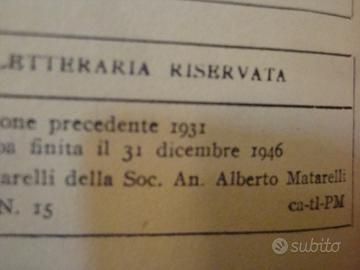 LETTERARIA RISERVATA
one precedente 1931
pa finita il 31 dicembre 1946
arelli della Soc. An. Alberto Matarelli
N. 15 ca-tl-PM
subito